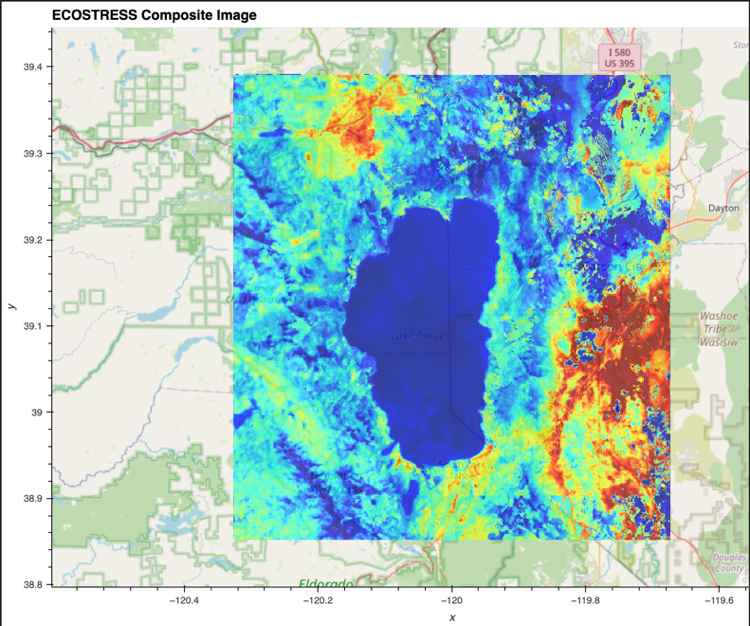 ECOSTRESS Composite Image
I 580
US 395
39.4
39.3
Dayton
39.2
y
39.1
Lake Tahoe
Washoe
Tribe
Wašišiw
39
38.9
Douglas
County
38.8
Eldorado
−120.4
−120.2
−120
−119.8
−119.6
x